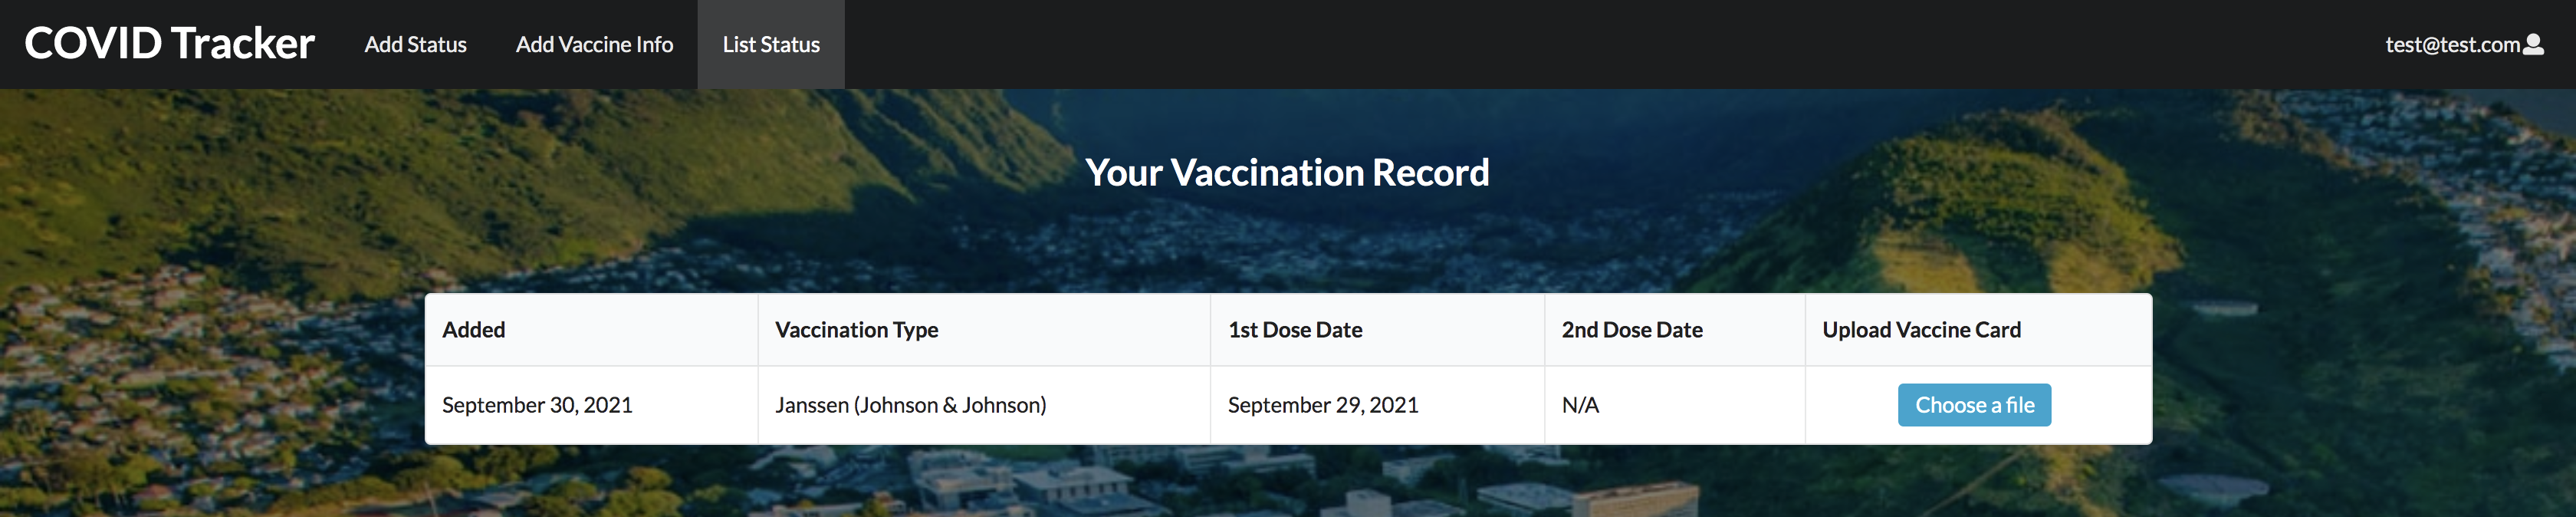 COVID Tracker Add Status Add Vaccine Info List Status test@test.com
Your Vaccination Record
Added Vaccination Type 1st Dose Date 2nd Dose Date Upload Vaccine Card
September 30, 2021 Janssen (Johnson & Johnson) September 29, 2021 N/A Choose a file